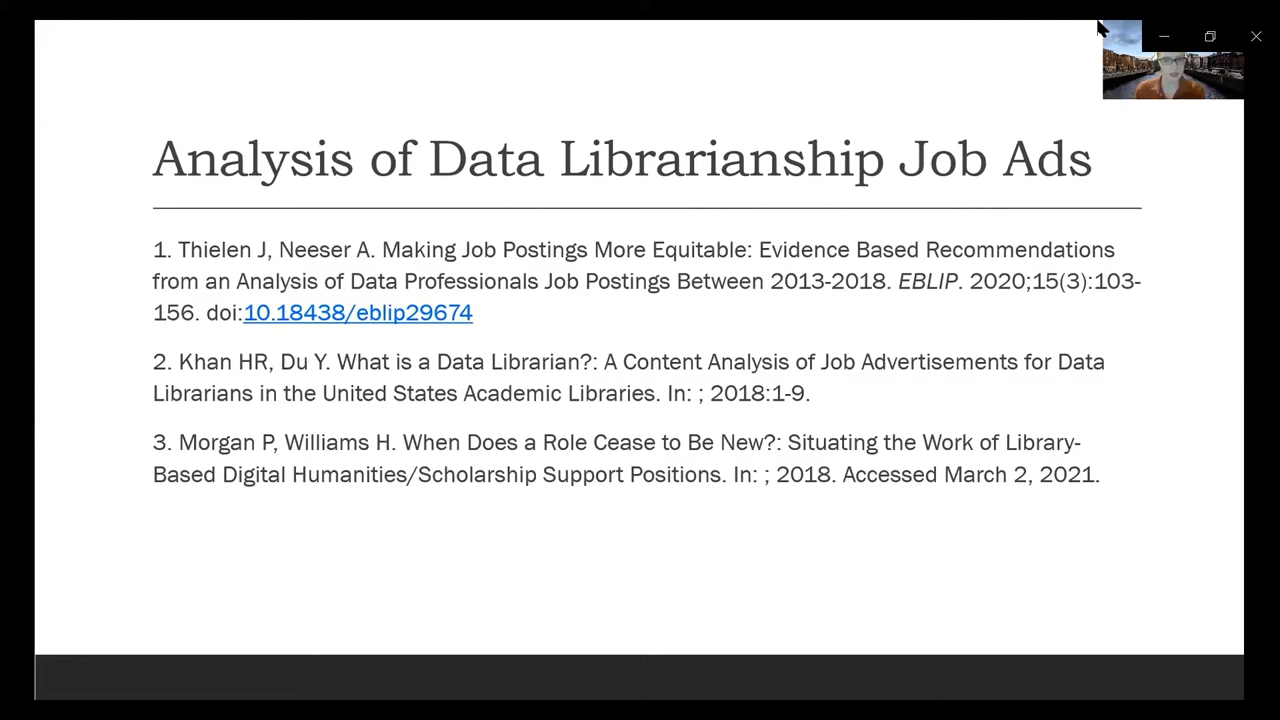 Analysis of Data Librarianship Job Ads
1. Thielen J, Neeser A. Making Job Postings More Equitable: Evidence Based Recommendations
from an Analysis of Data Professionals Job Postings Between 2013-2018. EBLIP. 2020;15(3):103-
156. doi:10.18438/eblip29674
2. Khan HR, Du Y. What is a Data Librarian?: A Content Analysis of Job Advertisements for Data
Librarians in the United States Academic Libraries. In: ; 2018:1-9.
3. Morgan P, Williams H. When Does a Role Cease to Be New?: Situating the Work of Library-
Based Digital Humanities/Scholarship Support Positions. In: ; 2018. Accessed March 2, 2021.